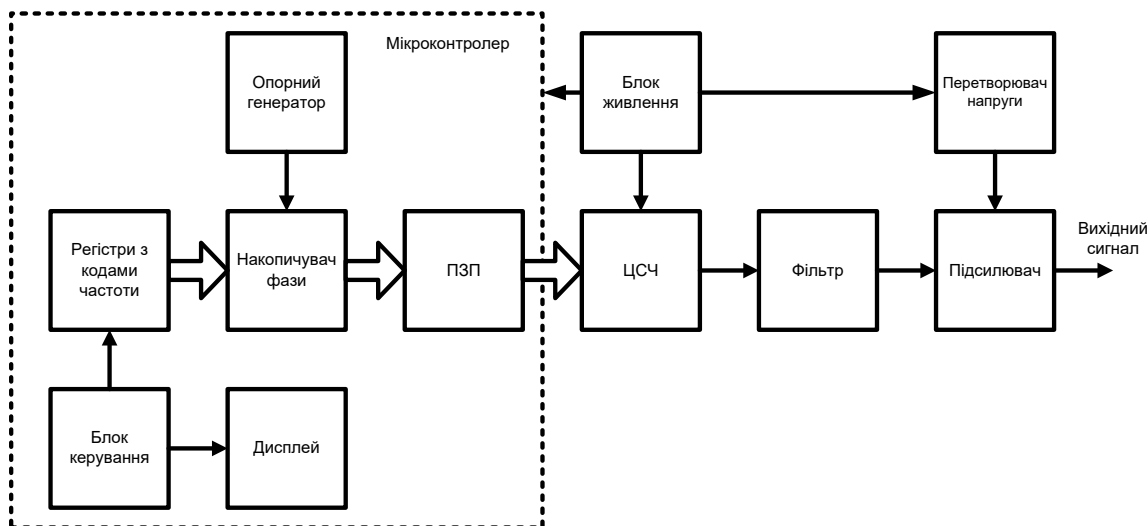 Мікроконтролер
Опорний
генератор
Блок
живлення
Перетворювач
напруги
Регістри з
кодами
частоти
Накопичувач
фази
ПЗП
ЦСЧ
Фільтр
Підсилювач
Вихідний
сигнал
Блок
керування
Дисплей